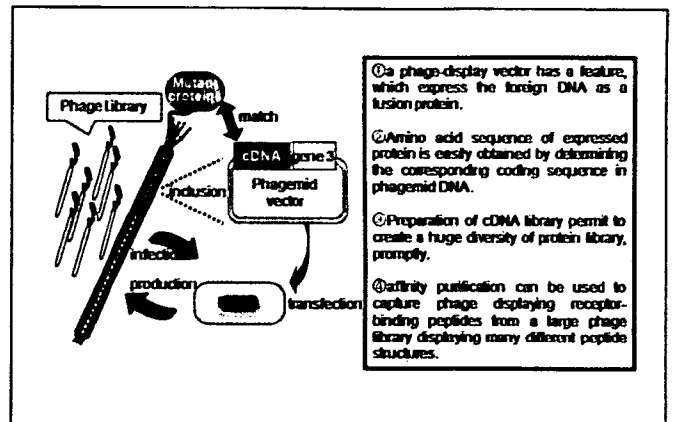 Mutant
proteins
Phage Library
match
cDNA gene 3
inclusion
Phagemid
vector
infection
production
transfection
①a phage-display vector has a feature,
which express the foreign DNA as a
fusion protein.
②Amino acid sequence of expressed
protein is easily obtained by determining
the corresponding coding sequence in
phagemid DNA.
③Preparation of cDNA library permit to
create a huge diversity of protein library,
promptly.
④affinity purification can be used to
capture phage displaying receptor-
binding peptides from a large phage
library displaying many different peptide
structures.